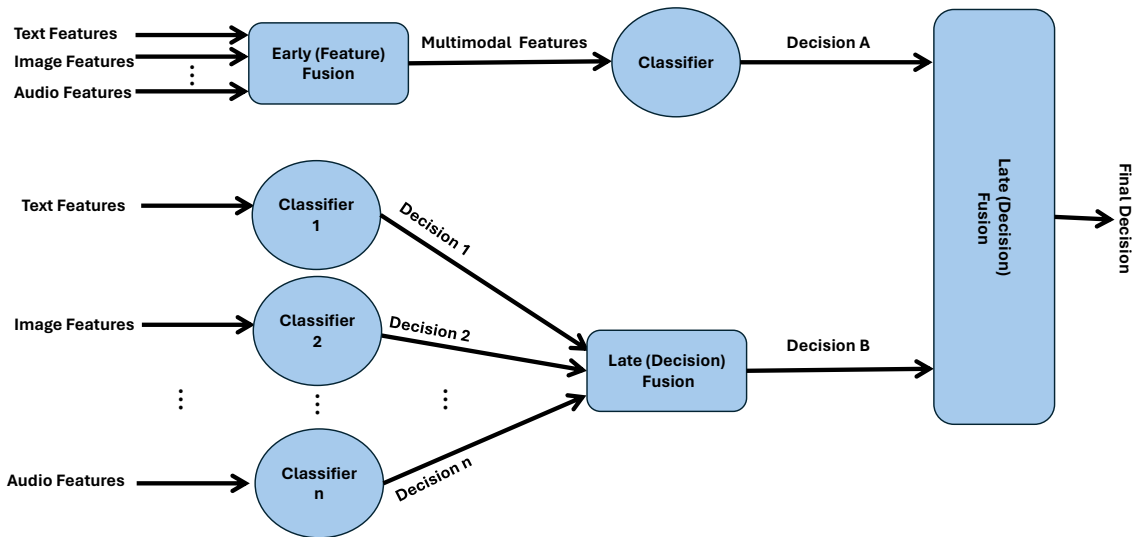 Text Features
Image Features
⋮
Audio Features
Early (Feature)
Fusion
Multimodal Features
Classifier
Decision A
Text Features
Classifier
1
Decision 1
Image Features
Classifier
2
Decision 2
⋮
⋮
⋮
Audio Features
Classifier
n
Decision n
Late (Decision)
Fusion
Decision B
Late (Decision)
Fusion
Final Decision